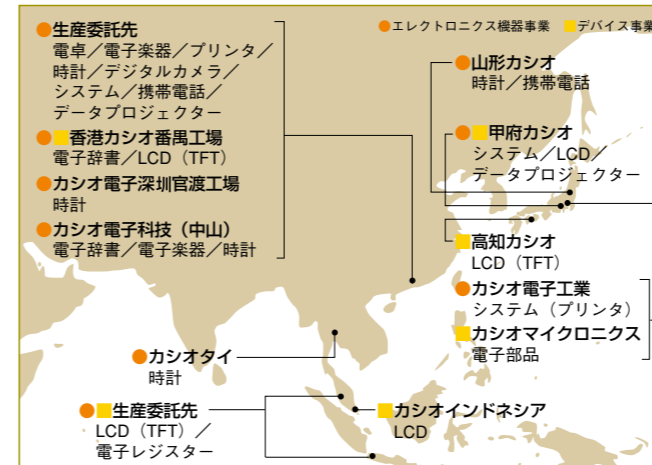 ●エレクトロニクス機器事業 ■デバイス事業
●生産委託先
電卓／電子楽器／プリンタ／
時計／デジタルカメラ／
システム／携帯電話／
データプロジェクター
●■香港カシオ番禺工場
電子辞書／LCD（TFT）
●カシオ電子深圳官渡工場
時計
●カシオ電子科技（中山）
電子辞書／電子楽器／時計
●山形カシオ
時計／携帯電話
●■甲府カシオ
システム／LCD／
データプロジェクター
■高知カシオ
LCD（TFT）
●カシオ電子工業
システム（プリンタ）
■カシオマイクロニクス
電子部品
●カシオタイ
時計
●■生産委託先
LCD（TFT）／
電子レジスター
■カシオインドネシア
LCD